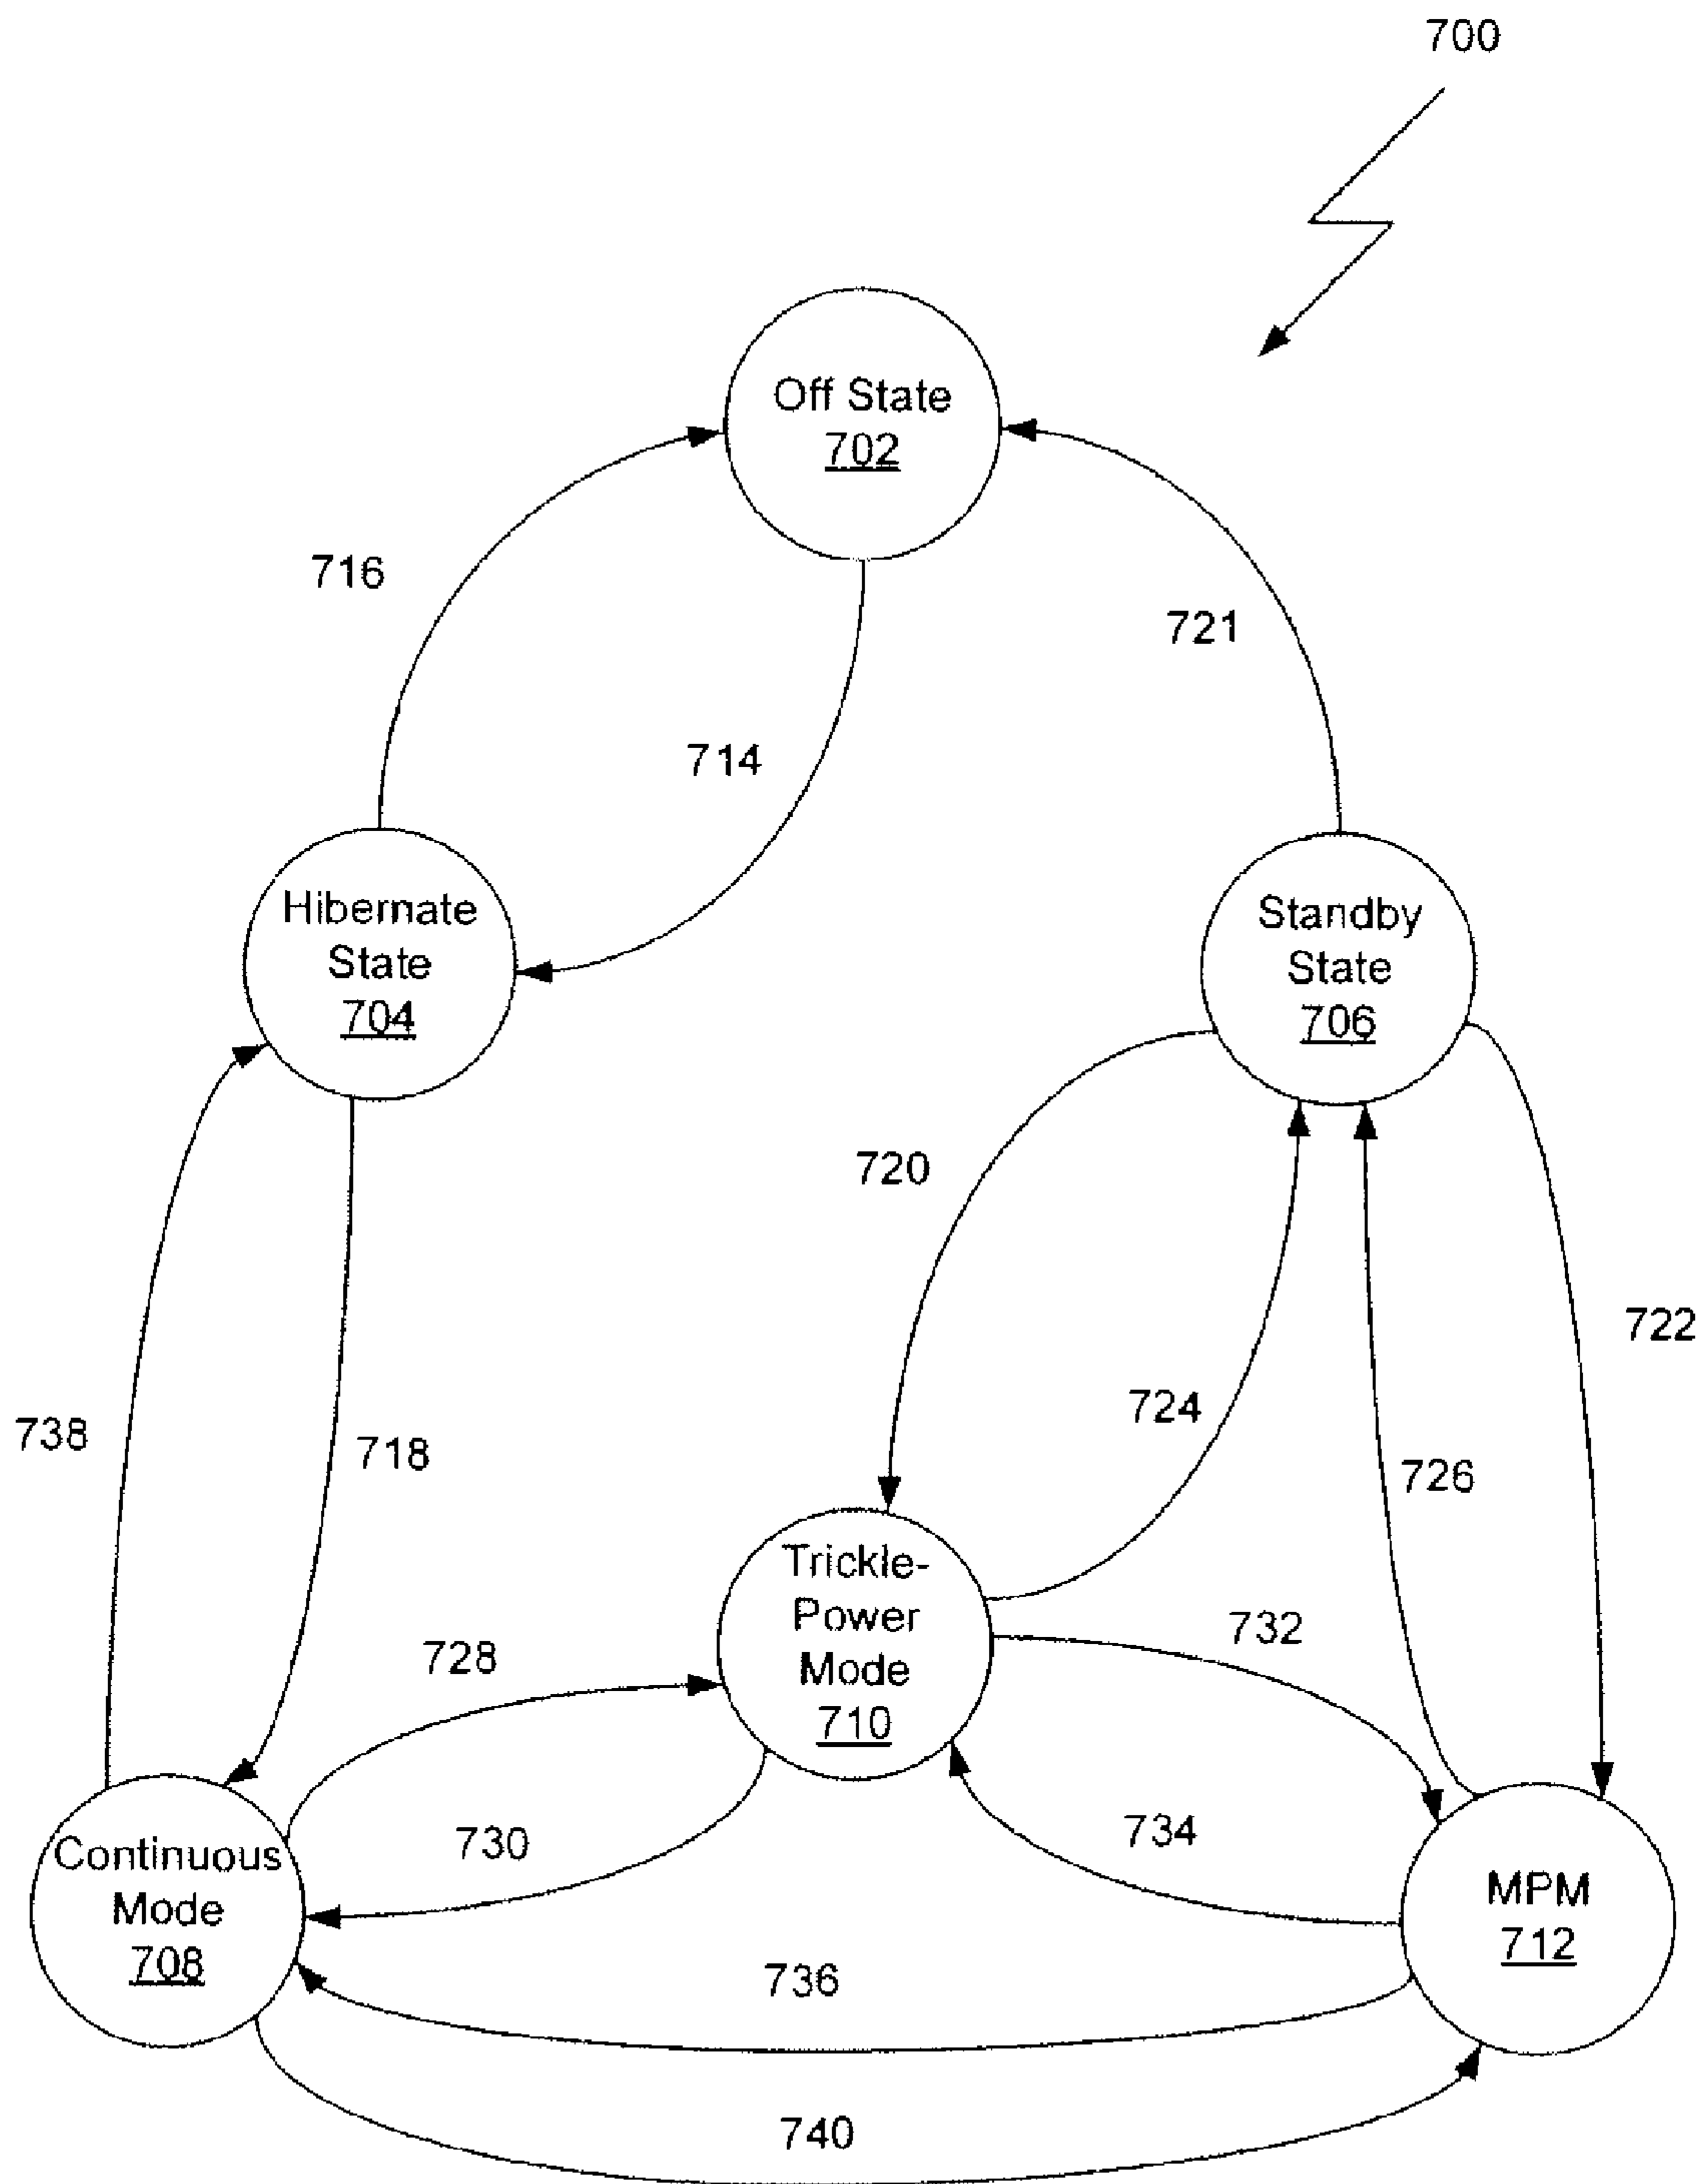 700
Off State
702
716
721
714
Hibernate
State
704
Standby
State
706
720
722
724
738
718
726
Trickle-
Power
Mode
710
732
728
734
730
Continuous
Mode
708
MPM
712
736
740